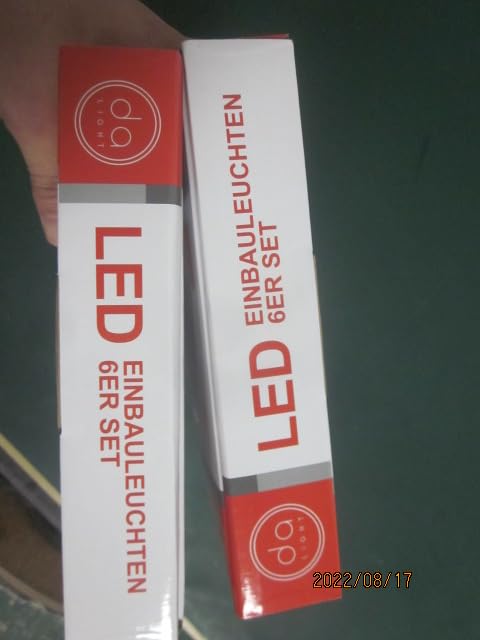 da
LIGHT
LED
EINBAULEUCHTEN
6ER SET
LED
EINBAULEUCHTEN
6ER SET
da
LIGHT
2022/08/17